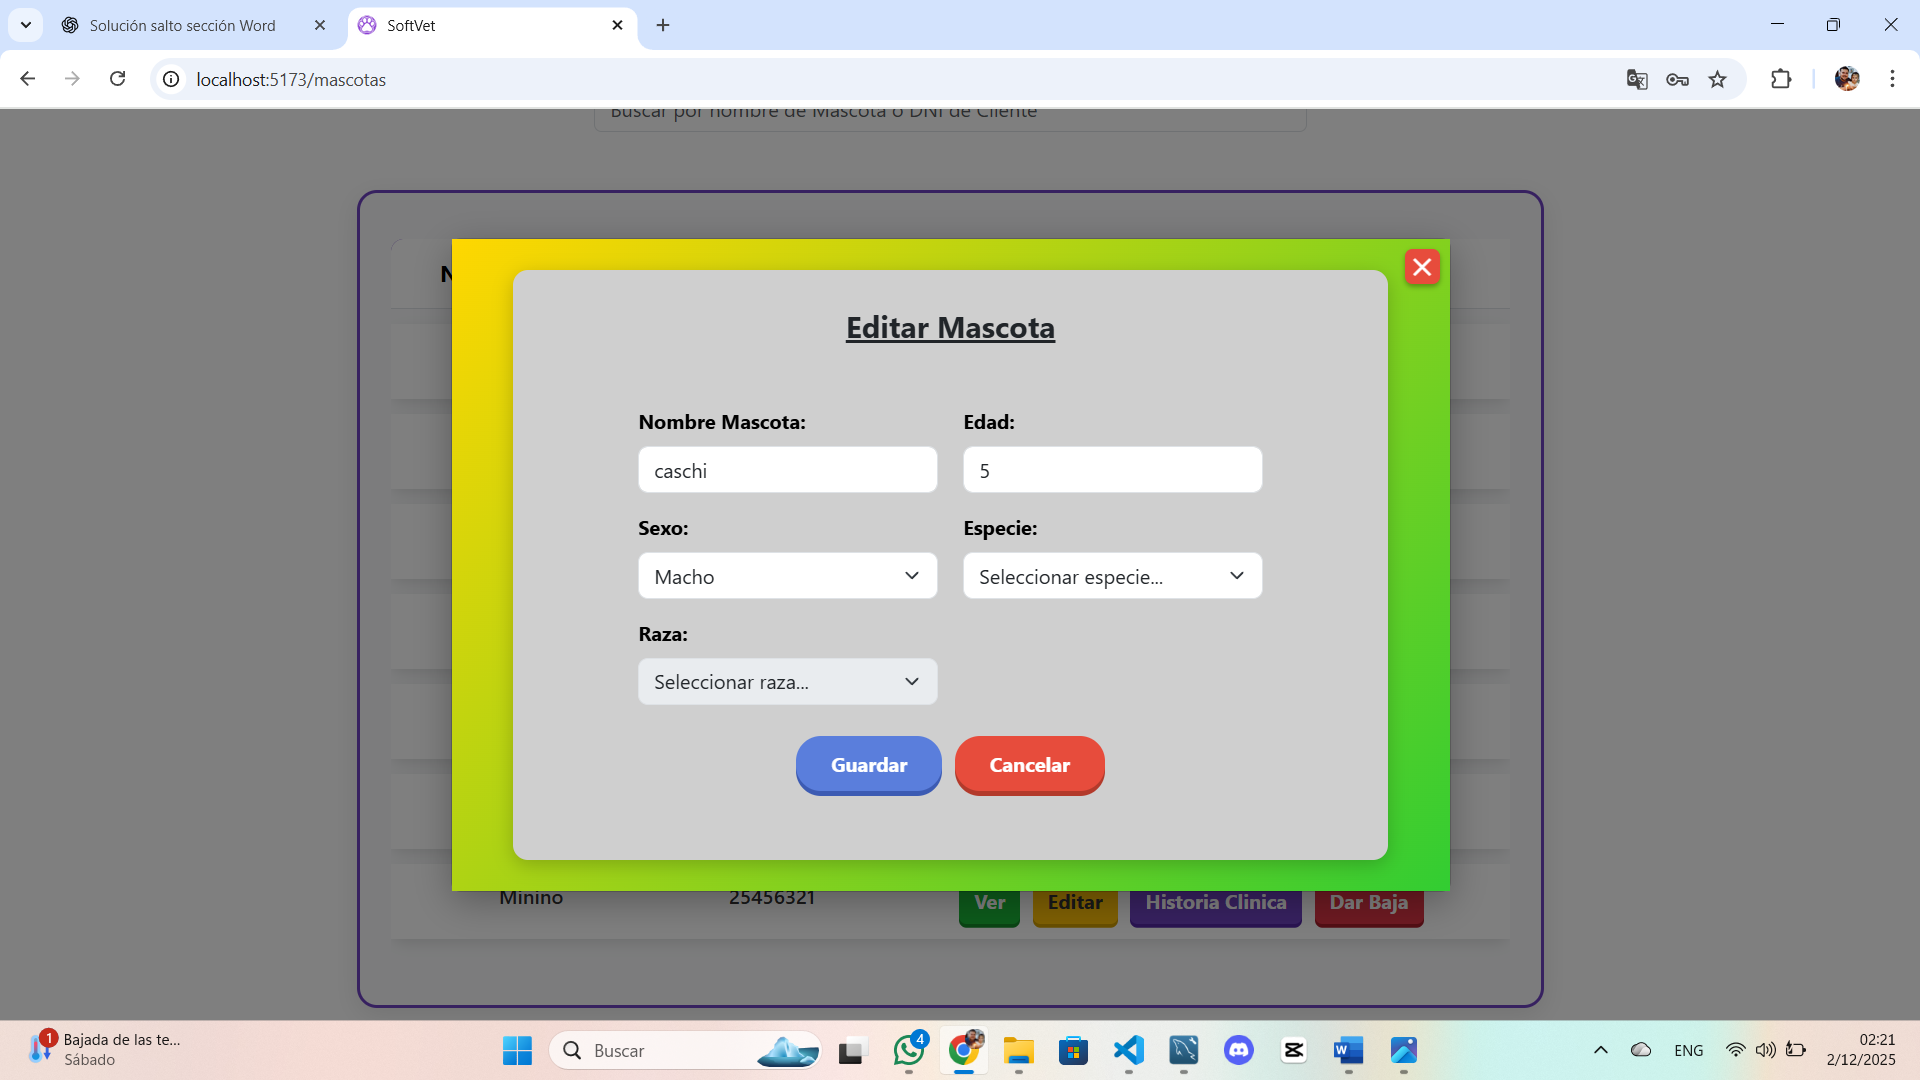 Solución salto sección Word
SoftVet
localhost:5173/mascotas
Buscar por nombre de Mascota o DNI de Cliente
N
Editar Mascota
Nombre Mascota:
Edad:
caschi
5
Sexo:
Especie:
Macho
Seleccionar especie...
Raza:
Seleccionar raza...
Guardar
Cancelar
Minino
25456321
Ver
Editar
Historia Clinica
Dar Baja
1
Bajada de las te...
Sábado
Buscar
4
ENG
02:21
2/12/2025